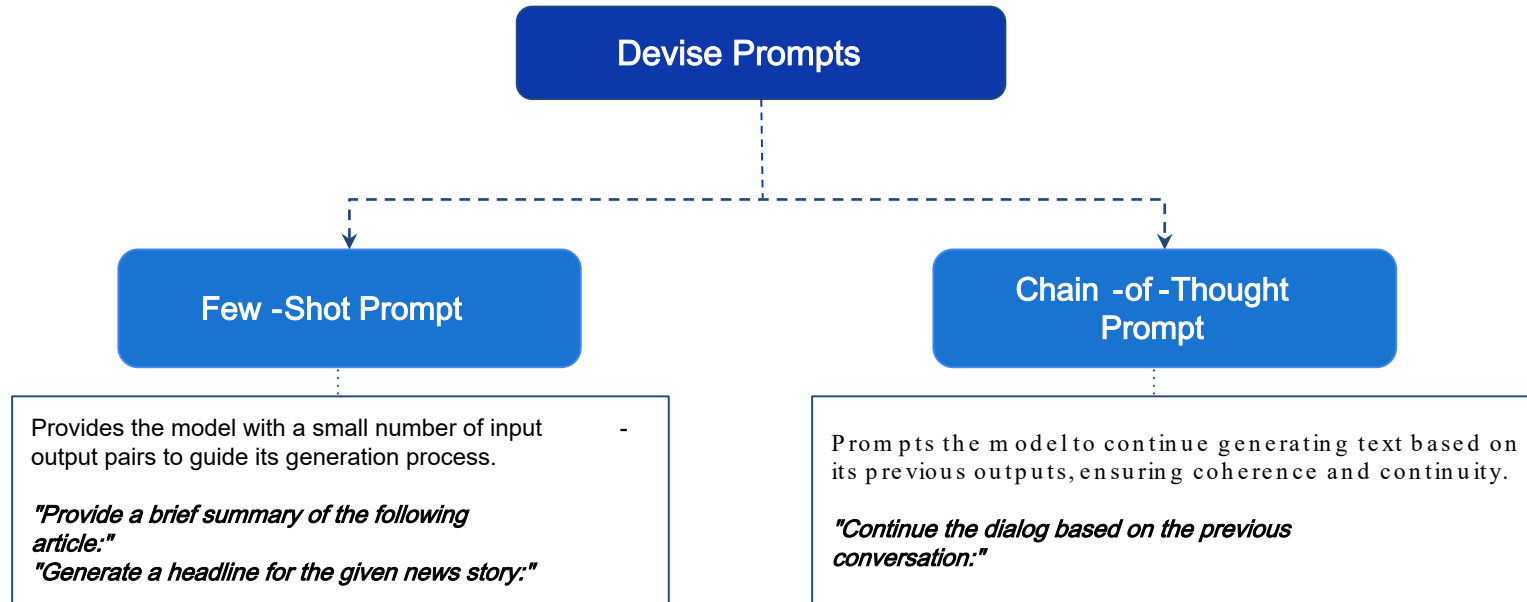 Devise Prompts
Few -Shot Prompt
Chain -of -Thought
Prompt
Provides the model with a small number of input -
output pairs to guide its generation process.
"Provide a brief summary of the following
article:"
"Generate a headline for the given news story:"
Prompts the model to continue generating text based on
its previous outputs, ensuring coherence and continuity.
"Continue the dialog based on the previous
conversation:"